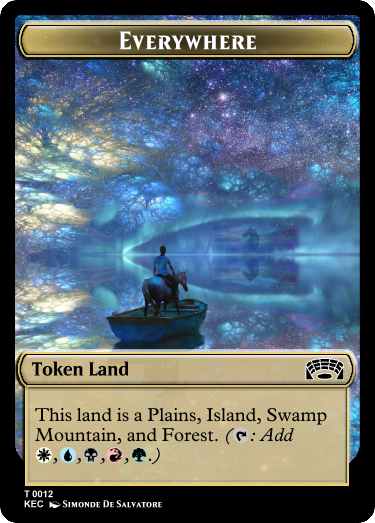 EVERYWHERE
Token Land
This land is a Plains, Island, Swamp
Mountain, and Forest. (: Add
, , , , .)
T 0012
KEC SIMONDE DE SALVATORE